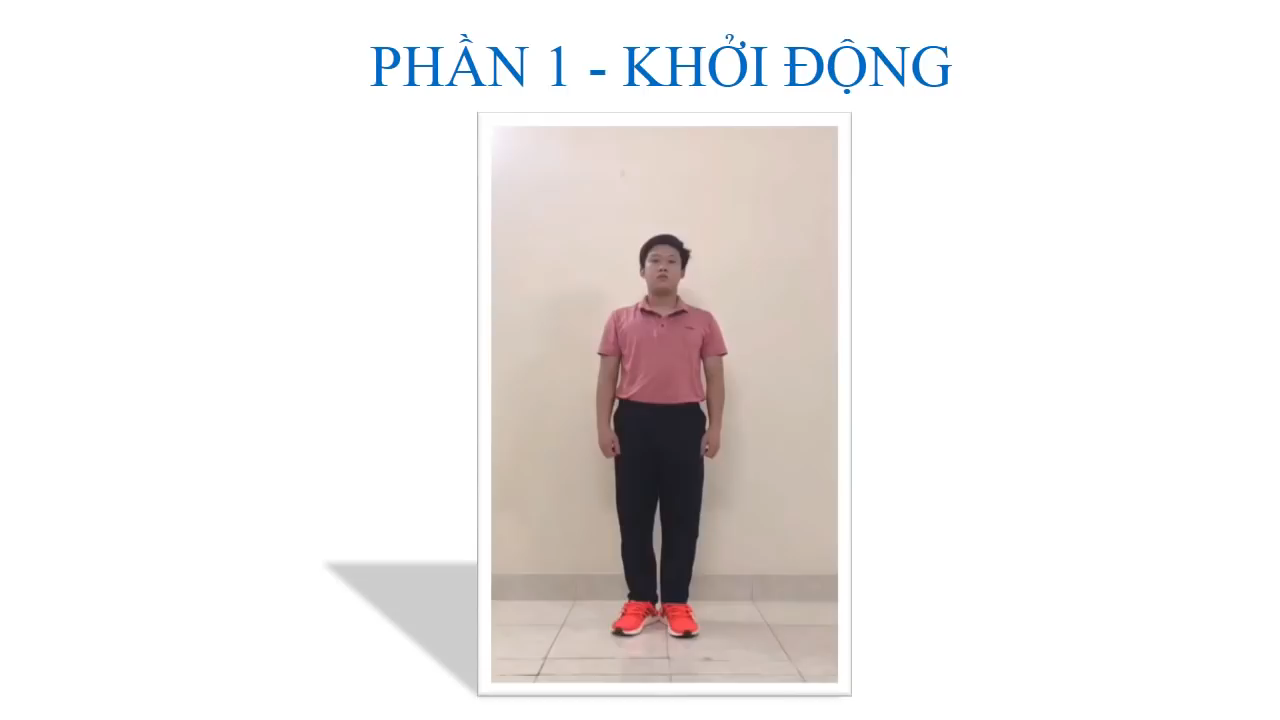 PHẦN 1 - KHỞI ĐỘNG